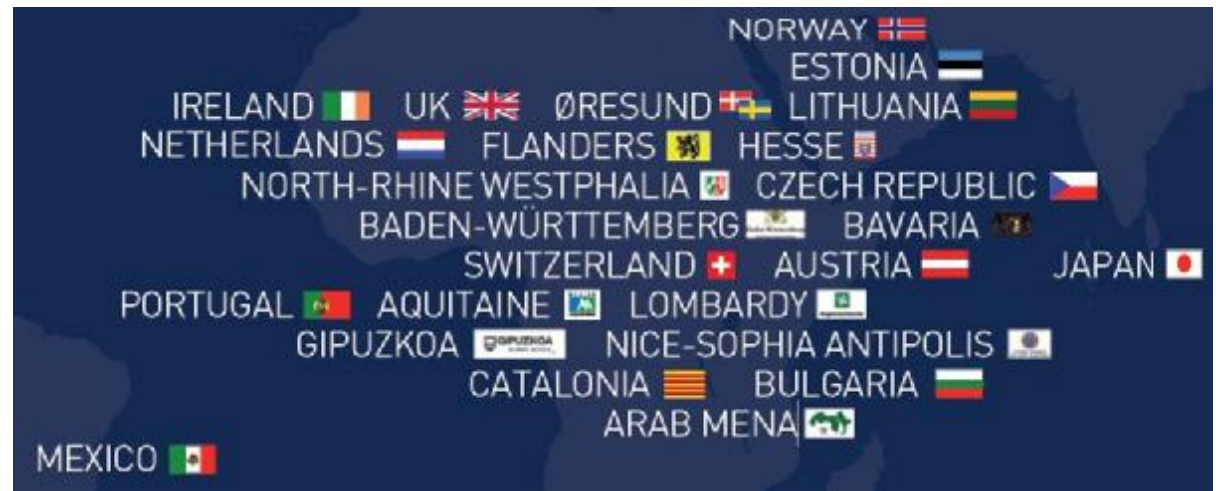 NORWAY
ESTONIA
IRELAND UK ØRESUND LITHUANIA
NETHERLANDS FLANDERS HESSE
NORTH-RHINE WESTPHALIA CZECH REPUBLIC
BADEN-WÜRTTEMBERG BAVARIA
SWITZERLAND AUSTRIA JAPAN
PORTUGAL AQUITAINE LOMBARDY
GIPUZKOA GIPUZKOA NICE-SOPHIA ANTIPOLIS
CATALONIA BULGARIA
ARAB MENA
MEXICO